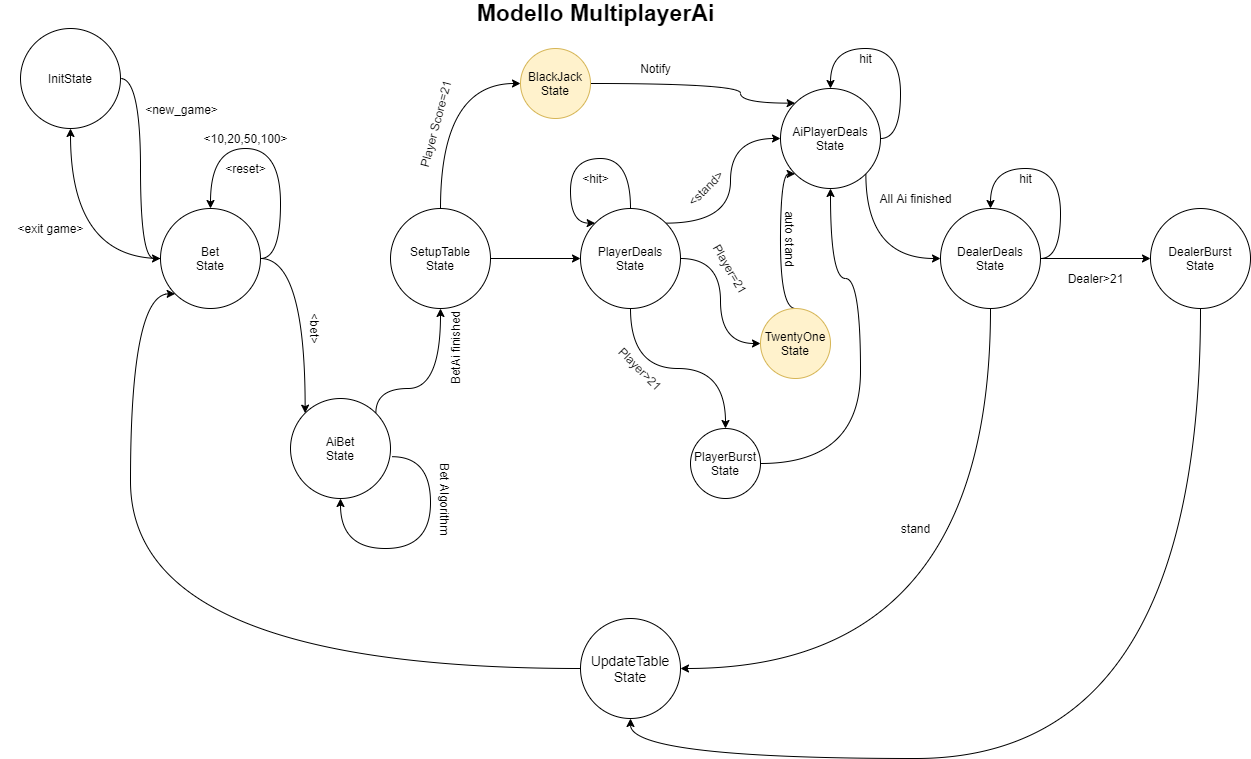 Modello MultiplayerAi
InitState
<new_game>
<exit game>
<10,20,50,100>
<reset>
Bet
State
<bet>
AiBet
State
Bet Algorithm
BetAi finished
SetupTable
State
Player Score=21
BlackJack
State
Notify
<hit>
PlayerDeals
State
<stand>
Player=21
auto stand
TwentyOne
State
Player>21
PlayerBurst
State
hit
AiPlayerDeals
State
All Ai finished
hit
DealerDeals
State
Dealer>21
DealerBurst
State
stand
UpdateTable
State